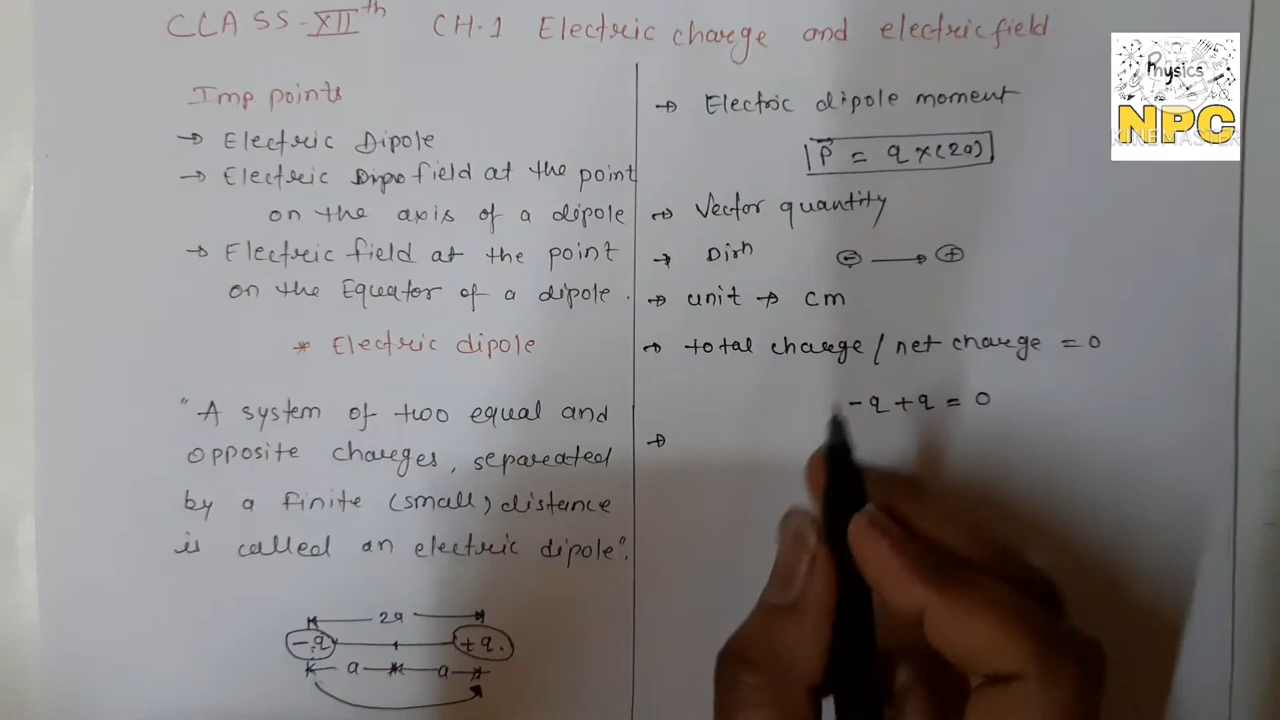 CLASS-XIIth CH.1 Electric charge and electric field
Imp points
→ Electric Dipole
→ Electric Dipo field at the point
on the axis of a dipole
→ Electric field at the point
on the Equator of a dipole.
* Electric dipole
"A system of two equal and
opposite charges, separeated
by a finite (small) distance
is called an electric dipole".
2a
-q +q.
a a
→ Electric dipole moment
P = q x(2a)
→ Vector quantity
→ Dirn - → +
→ unit → cm
→ total charge / net charge = 0
-q + q = 0
→
Physics
NPC
KINEMASTER